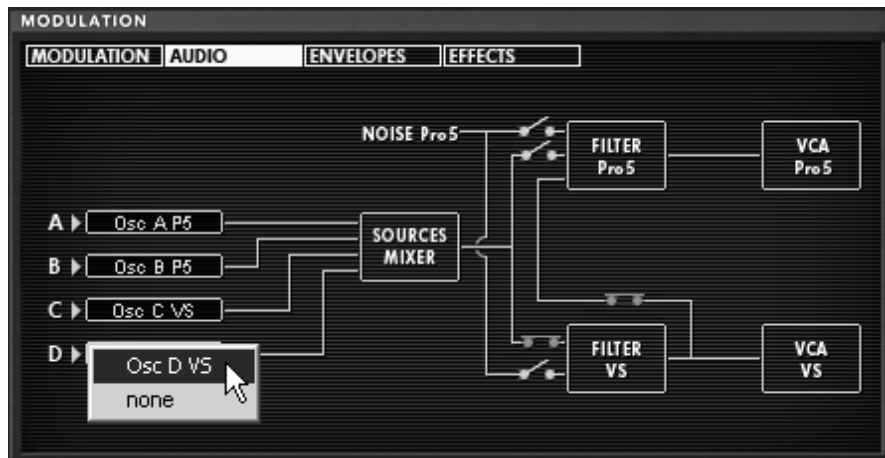 MODULATION
MODULATION AUDIO ENVELOPES EFFECTS
NOISE Pro5
FILTER
Pro5
VCA
Pro5
A Osc A P5
SOURCES
MIXER
B Osc B P5
C Osc C VS
D
Osc D VS
none
FILTER
VS
VCA
VS